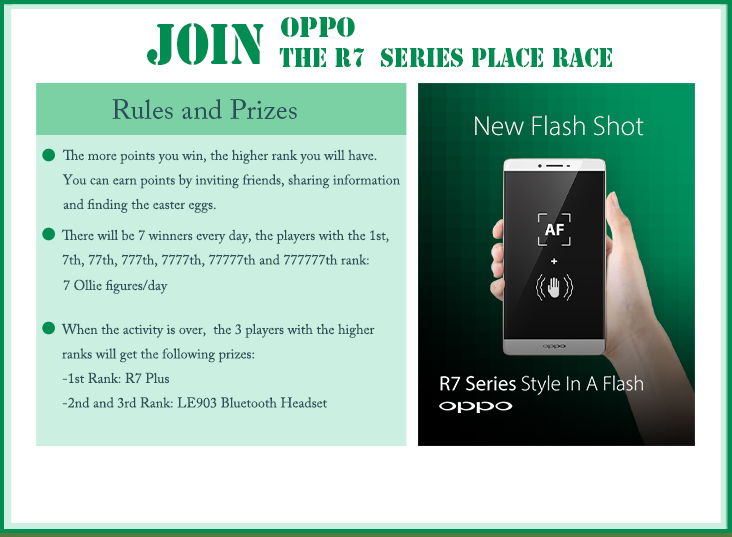 JOIN OPPO
THE R7 SERIES PLACE RACE
Rules and Prizes
The more points you win, the higher rank you will have.
You can earn points by inviting friends, sharing information
and finding the easter eggs.
There will be 7 winners every day, the players with the 1st,
7th, 77th, 777th, 7777th, 77777th and 777777th rank:
7 Ollie figures/day
When the activity is over, the 3 players with the higher
ranks will get the following prizes:
-1st Rank: R7 Plus
-2nd and 3rd Rank: LE903 Bluetooth Headset
New Flash Shot
AF
+
oppo
R7 Series Style In A Flash
oppo